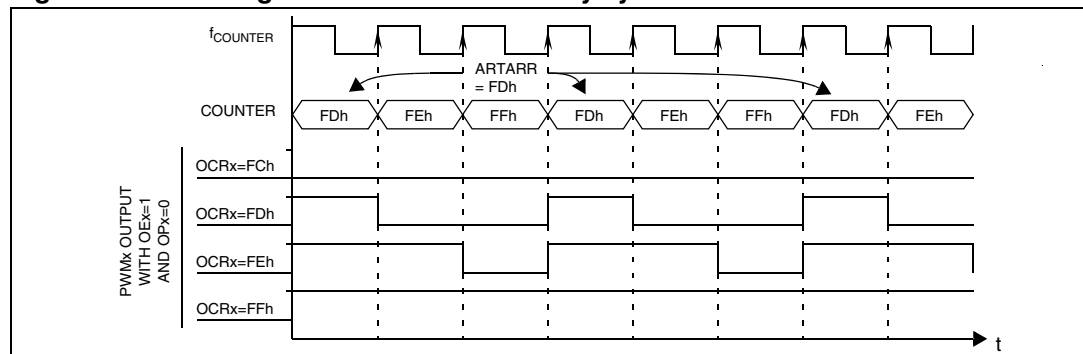 fCOUNTER
ARTARR
= FDh
COUNTER
FDh FEh FFh FDh FEh FFh FDh FEh
PWMx OUTPUT
WITH OEx=1
AND OPx=0
OCRx=FCh
OCRx=FDh
OCRx=FEh
OCRx=FFh
t